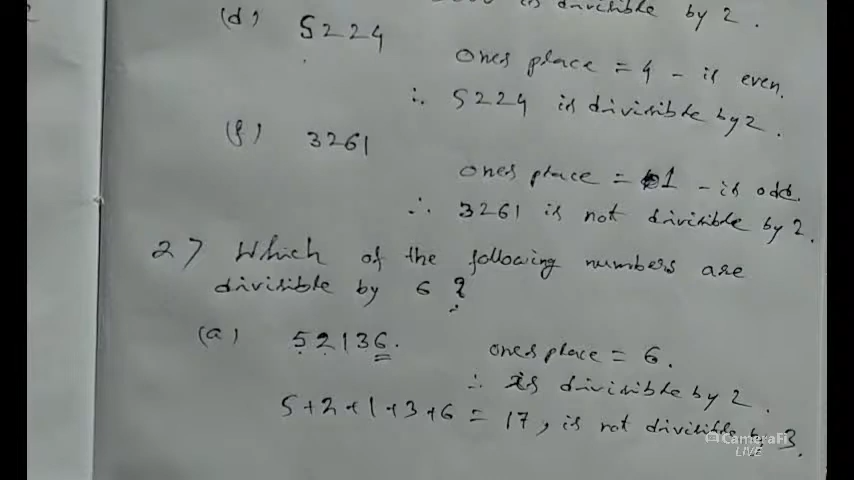 is divisible by 2.
(d) 5224
Ones place = 4 - is even.
∴ 5224 is divisible by 2.
(f) 3261
ones place = 1 - is odd.
∴ 3261 is not divisible by 2.
2) Which of the following numbers are
divisible by 6?
(a) 52136. ones place = 6.
∴ is divisible by 2.
5+2+1+3+6 = 17, is not divisible by 3.
CameraFi
LIVE